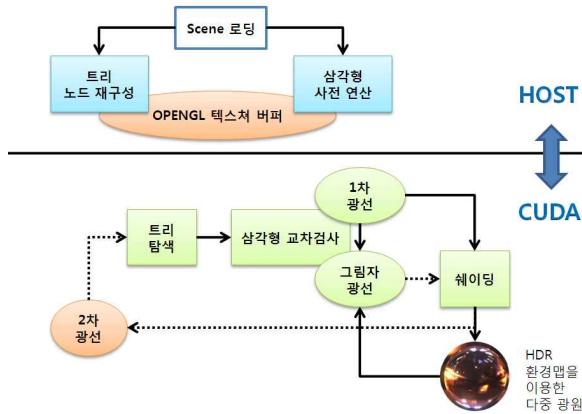 Scene 로딩
트리
노드 재구성
삼각형
사전 연산
OPENGL 텍스쳐 버퍼
HOST
CUDA
1차
광선
트리
탐색
삼각형 교차검사
그림자
광선
쉐이딩
2차
광선
HDR
환경맵을
이용한
다중 광원